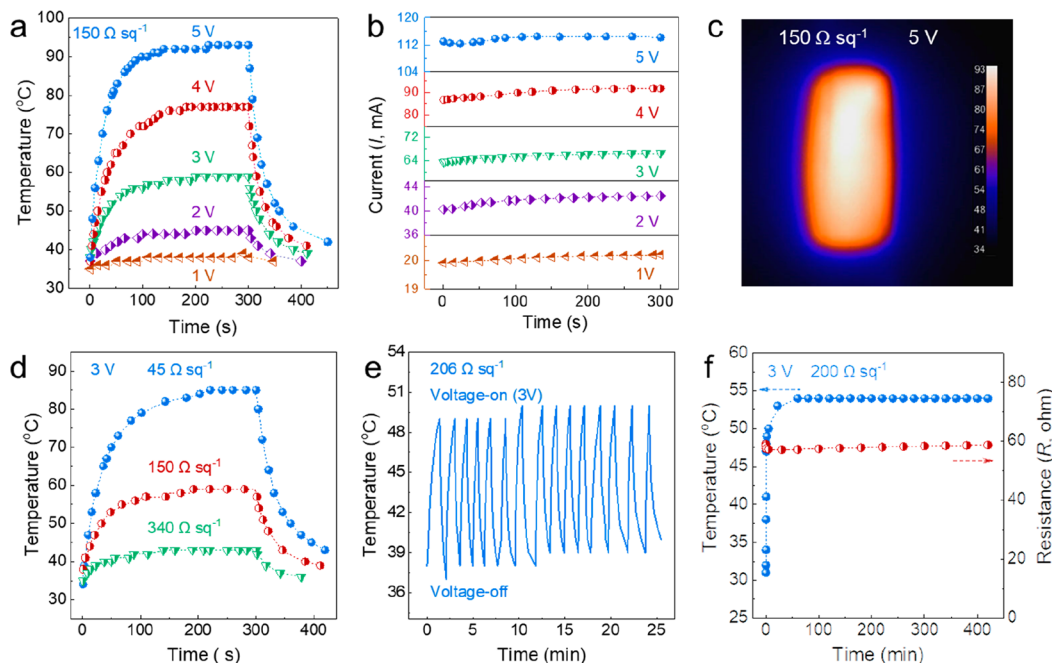 a
150 Ω sq-1
5 V
4 V
3 V
2 V
1 V
Temperature (oC)
100
90
80
70
60
50
40
30
0 100 200 300 400
Time (s)
b
Current (I, mA)
120
112
104
90
80
72
64
44
40
36
20
19
5 V
4 V
3 V
2 V
1V
0 100 200 300
Time (s)
c
150 Ω sq-1 5 V
93
86
80
74
67
61
54
48
41
34
d
3 V 45 Ω sq-1
150 Ω sq-1
340 Ω sq-1
Temperature (oC)
90
80
70
60
50
40
30
0 100 200 300 400
Time ( s)
e
206 Ω sq-1
Voltage-on (3V)
Voltage-off
Temperature (oC)
54
51
48
45
42
39
36
0 5 10 15 20 25
Time (min)
f
3 V 200 Ω sq-1
Temperature (oC)
60
55
50
45
40
35
30
25
Resistance (R, ohm)
80
60
40
20
0
0 100 200 300 400
Time (min)